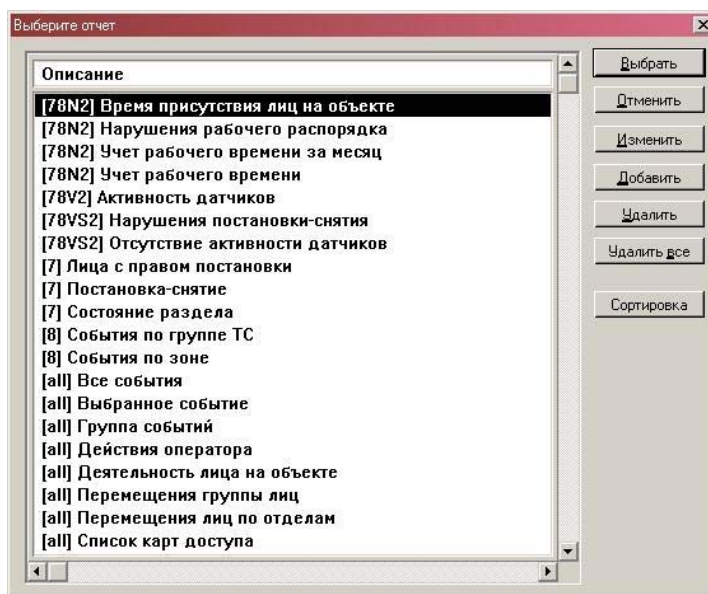 Выберите отчет
Описание
[78N2] Время присутствия лиц на объекте
[78N2] Нарушения рабочего распорядка
[78N2] Учет рабочего времени за месяц
[78N2] Учет рабочего времени
[78V2] Активность датчиков
[78VS2] Нарушения постановки-снятия
[78VS2] Отсутствие активности датчиков
[7] Лица с правом постановки
[7] Постановка-снятие
[7] Состояние раздела
[8] События по группе ТС
[8] События по зоне
[all] Все события
[all] Выбранное событие
[all] Группа событий
[all] Действия оператора
[all] Деятельность лица на объекте
[all] Перемещения группы лиц
[all] Перемещения лиц по отделам
[all] Список карт доступа
Выбрать
Отменить
Изменить
Добавить
Удалить
Удалить все
Сортировка